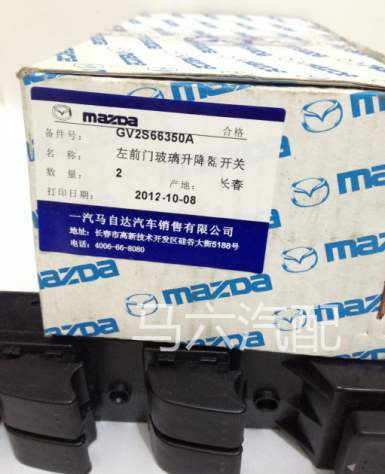 mazda
mazda
合格
备件号: GV2S66350A
名 称: 左前门玻璃升降器开关
数 量: 2 产地: 长春
打印日期: 2012-10-08
一汽马自达汽车销售有限公司
地址:长春市高新技术开发区硅谷大街5188号
电话:4006-66-8080
mazda
mazda
mazda
马六汽配